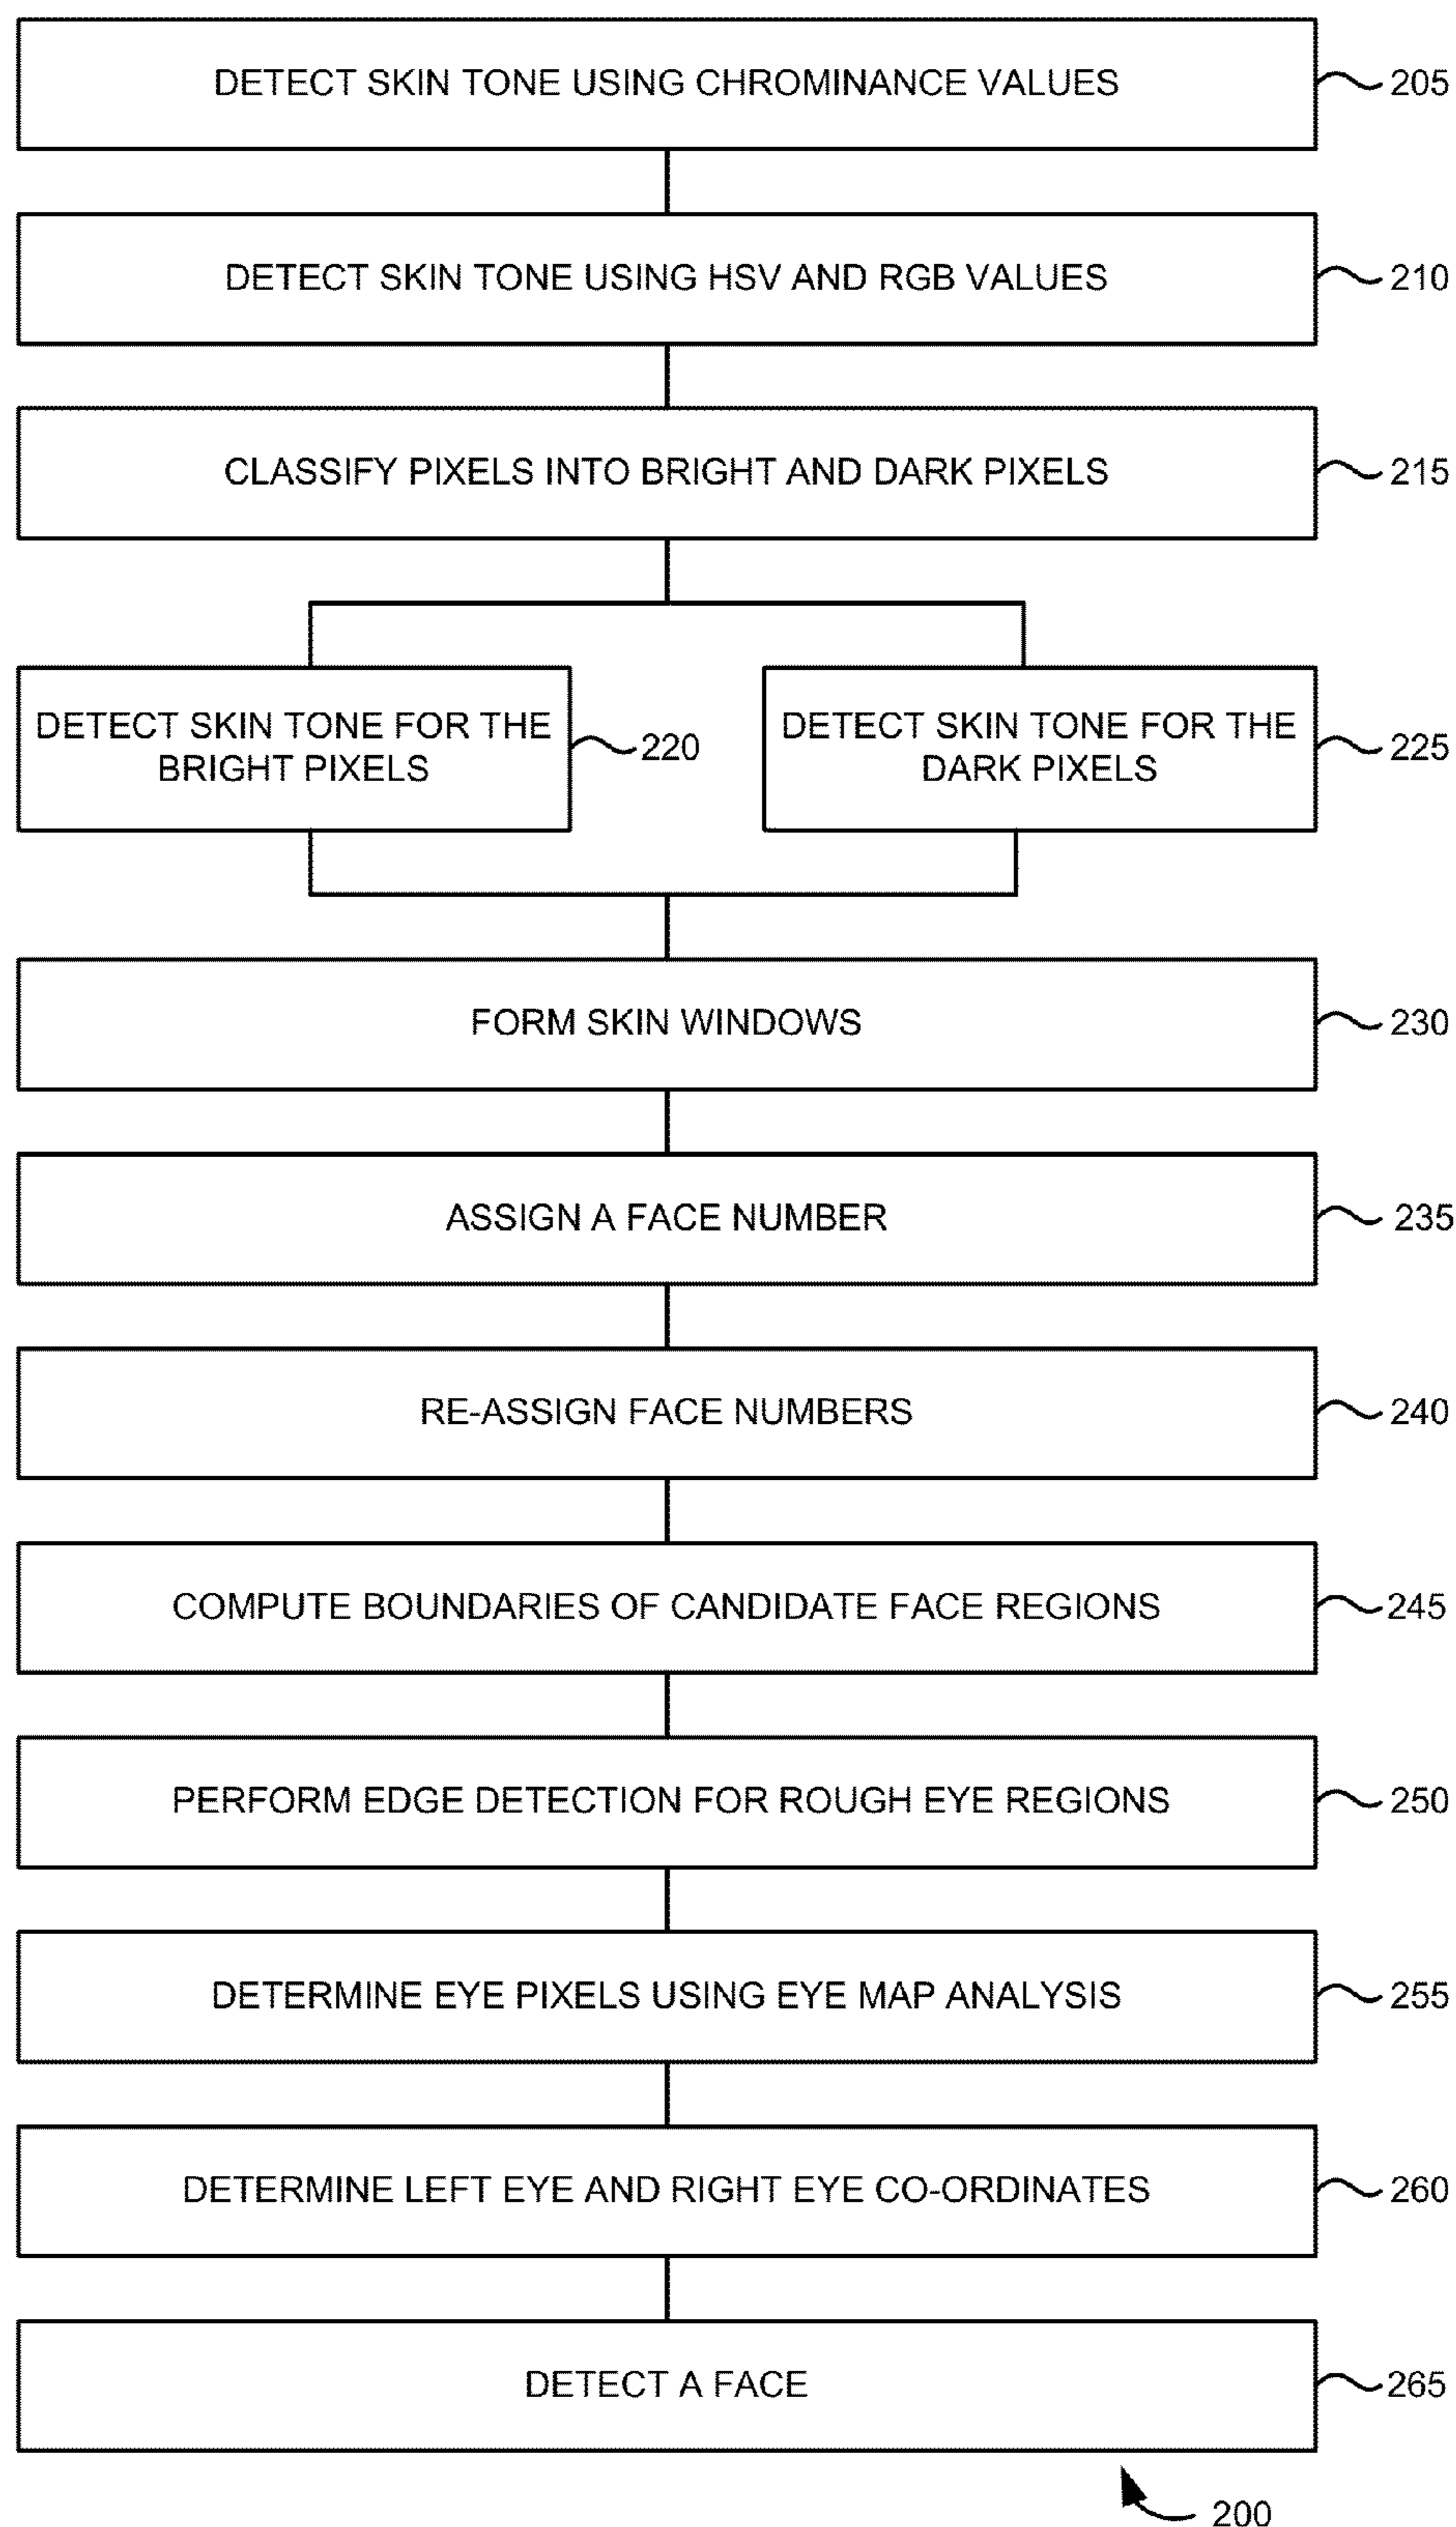 DETECT SKIN TONE USING CHROMINANCE VALUES
205
DETECT SKIN TONE USING HSV AND RGB VALUES
210
CLASSIFY PIXELS INTO BRIGHT AND DARK PIXELS
215
DETECT SKIN TONE FOR THE
BRIGHT PIXELS
220
DETECT SKIN TONE FOR THE
DARK PIXELS
225
FORM SKIN WINDOWS
230
ASSIGN A FACE NUMBER
235
RE-ASSIGN FACE NUMBERS
240
COMPUTE BOUNDARIES OF CANDIDATE FACE REGIONS
245
PERFORM EDGE DETECTION FOR ROUGH EYE REGIONS
250
DETERMINE EYE PIXELS USING EYE MAP ANALYSIS
255
DETERMINE LEFT EYE AND RIGHT EYE CO-ORDINATES
260
DETECT A FACE
265
200